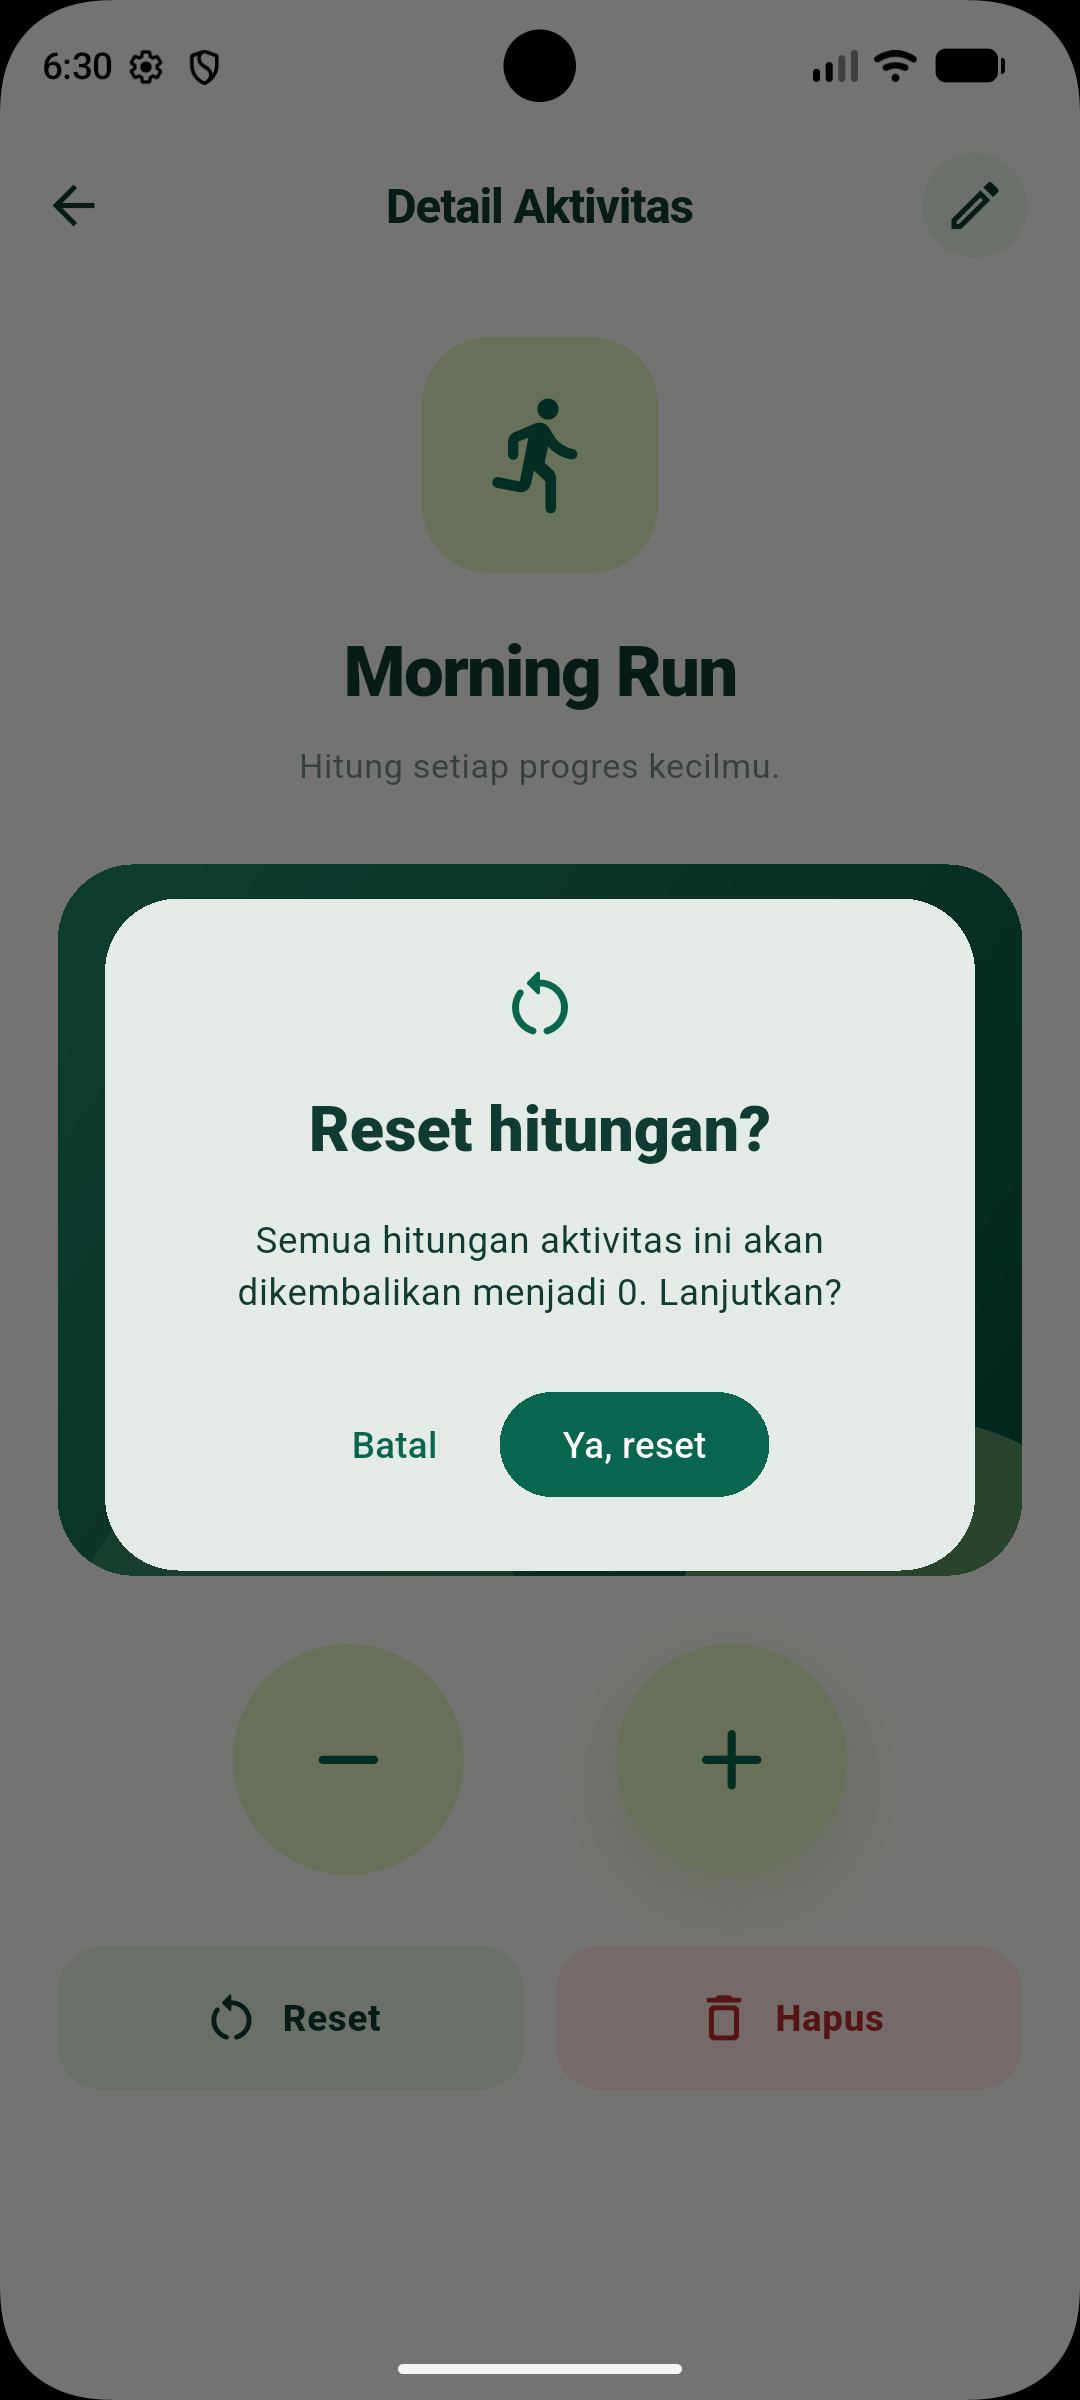 6:30
Detail Aktivitas
Morning Run
Hitung setiap progres kecilmu.
Reset hitungan?
Semua hitungan aktivitas ini akan
dikembalikan menjadi 0. Lanjutkan?
Batal
Ya, reset
Reset
Hapus